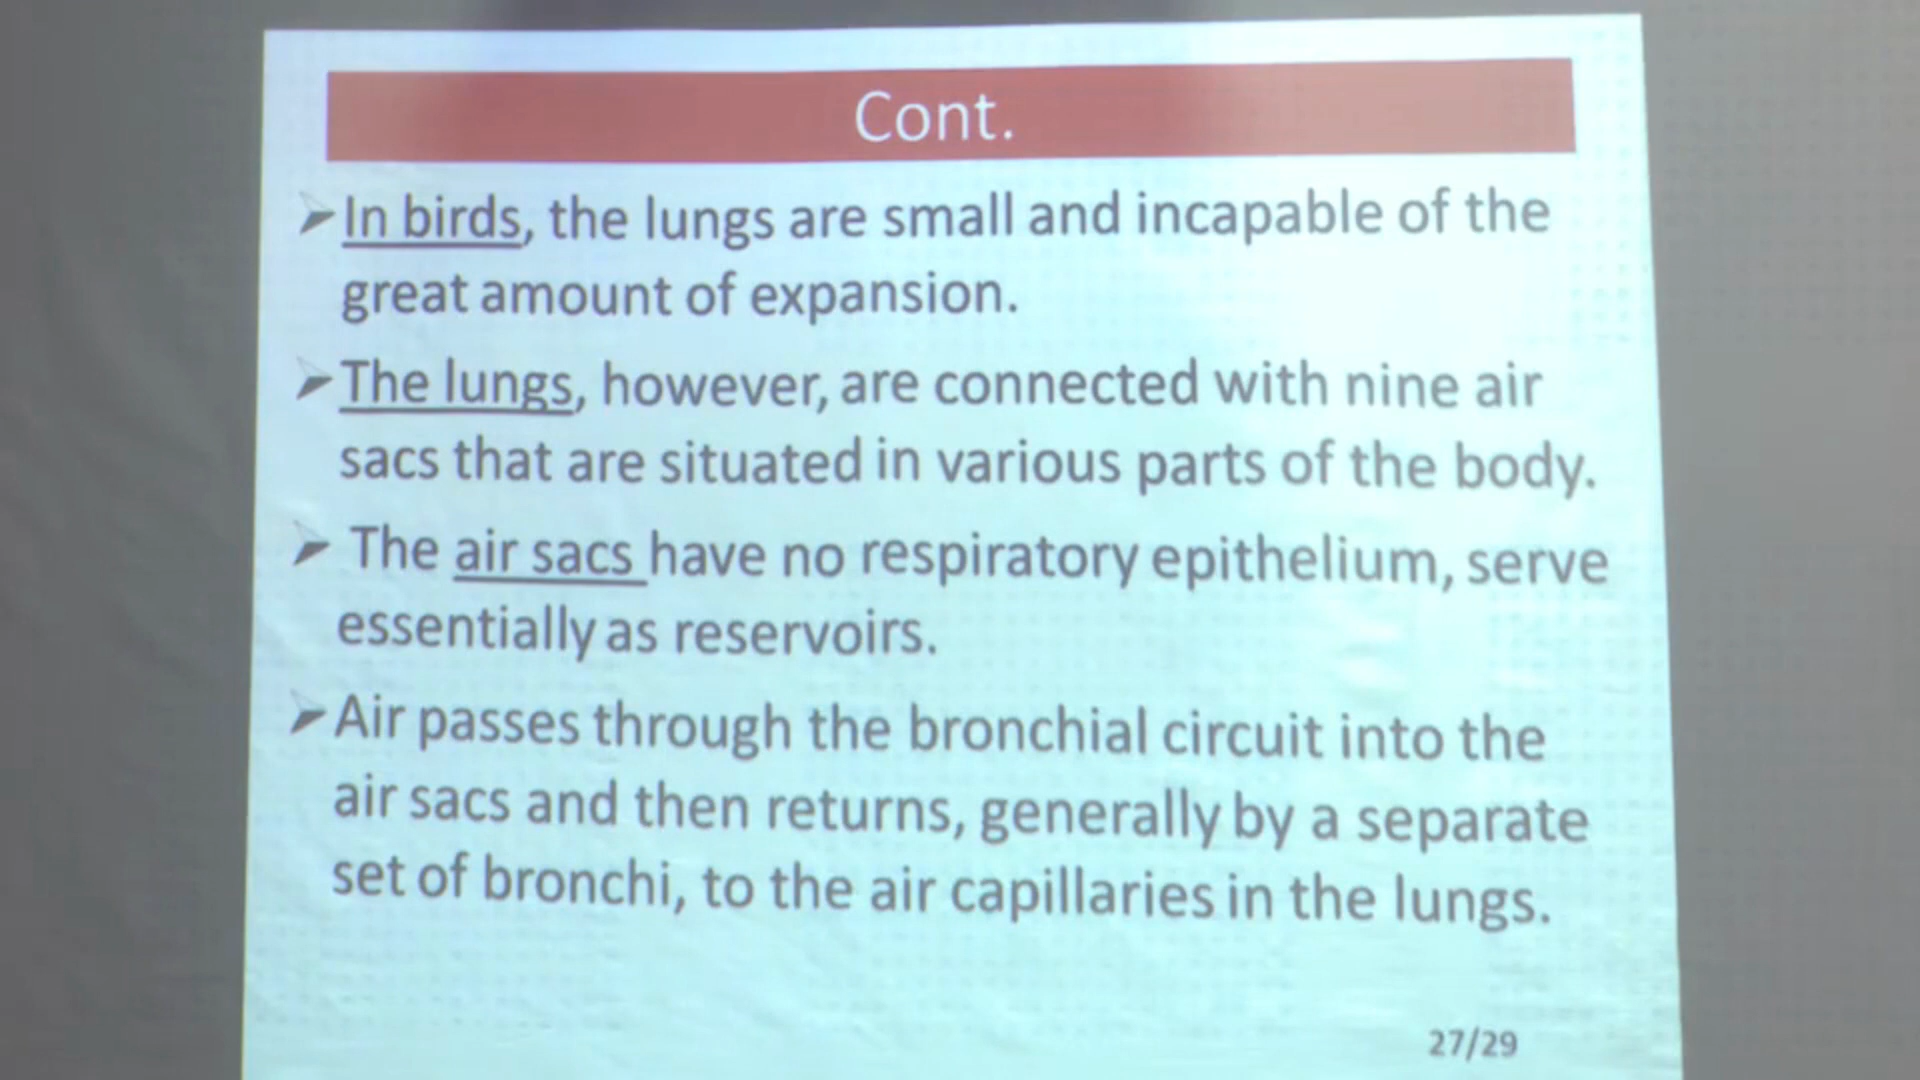 Cont.
In birds, the lungs are small and incapable of the
great amount of expansion.
The lungs, however, are connected with nine air
sacs that are situated in various parts of the body.
The air sacs have no respiratory epithelium, serve
essentially as reservoirs.
Air passes through the bronchial circuit into the
air sacs and then returns, generally by a separate
set of bronchi, to the air capillaries in the lungs.
27/29